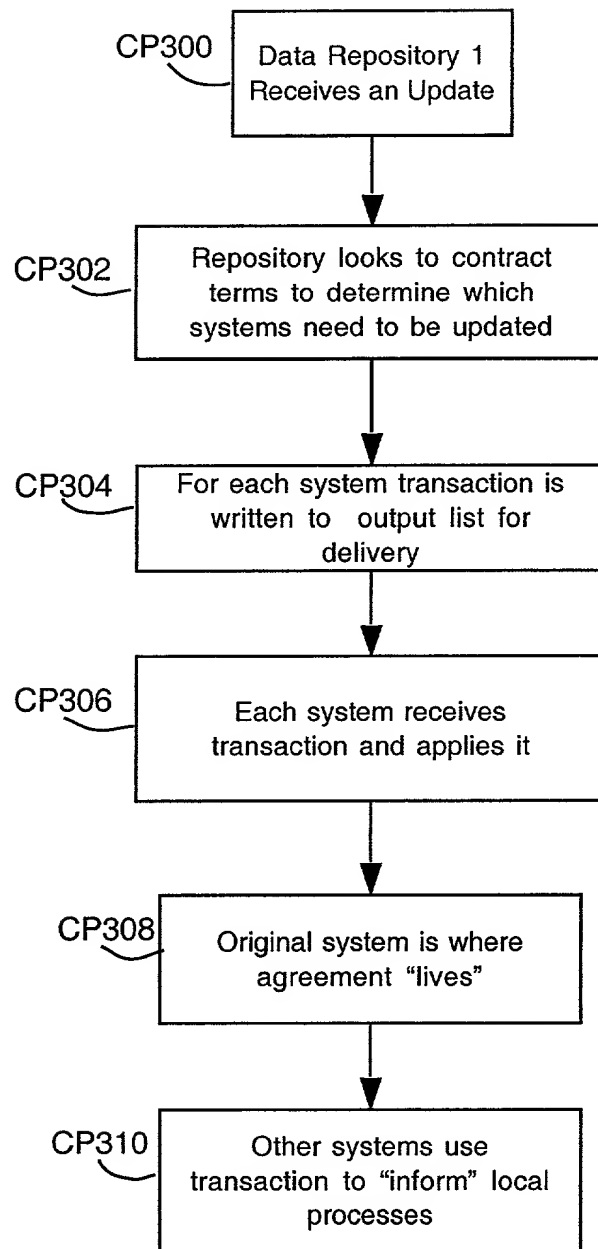 CP300
Data Repository 1
Receives an Update
CP302
Repository looks to contract
terms to determine which
systems need to be updated
CP304
For each system transaction is
written to output list for
delivery
CP306
Each system receives
transaction and applies it
CP308
Original system is where
agreement “lives”
CP310
Other systems use
transaction to “inform” local
processes